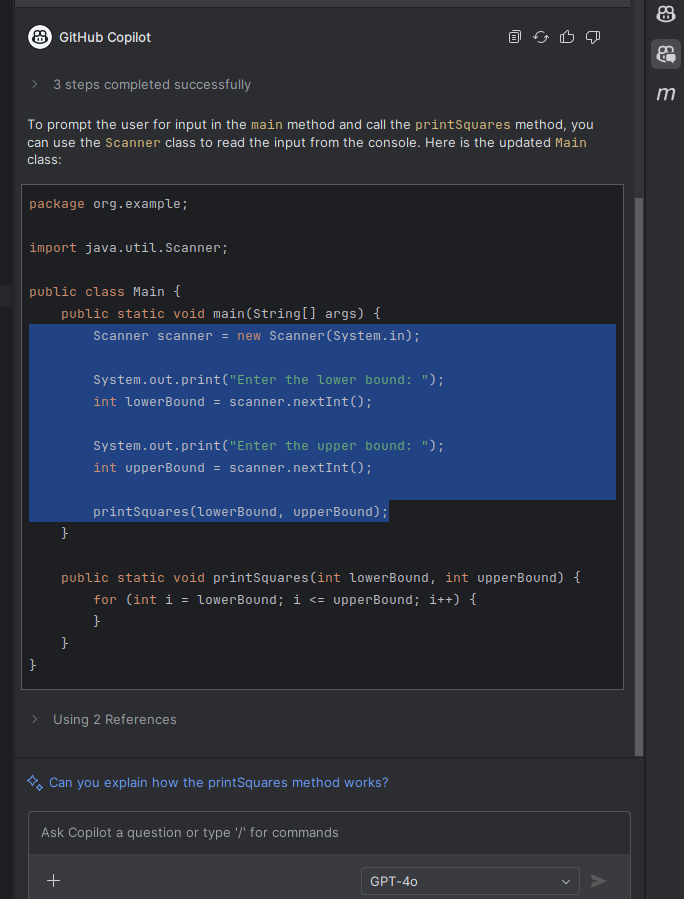 GitHub Copilot
3 steps completed successfully
To prompt the user for input in the main method and call the printSquares method, you
can use the Scanner class to read the input from the console. Here is the updated Main
class:
package org.example;
import java.util.Scanner;
public class Main {
    public static void main(String[] args) {
        Scanner scanner = new Scanner(System.in);
        System.out.print("Enter the lower bound: ");
        int lowerBound = scanner.nextInt();
        System.out.print("Enter the upper bound: ");
        int upperBound = scanner.nextInt();
        printSquares(lowerBound, upperBound);
    }
    public static void printSquares(int lowerBound, int upperBound) {
        for (int i = lowerBound; i <= upperBound; i++) {
        }
    }
}
Using 2 References
Can you explain how the printSquares method works?
Ask Copilot a question or type '/' for commands
GPT-4o
m